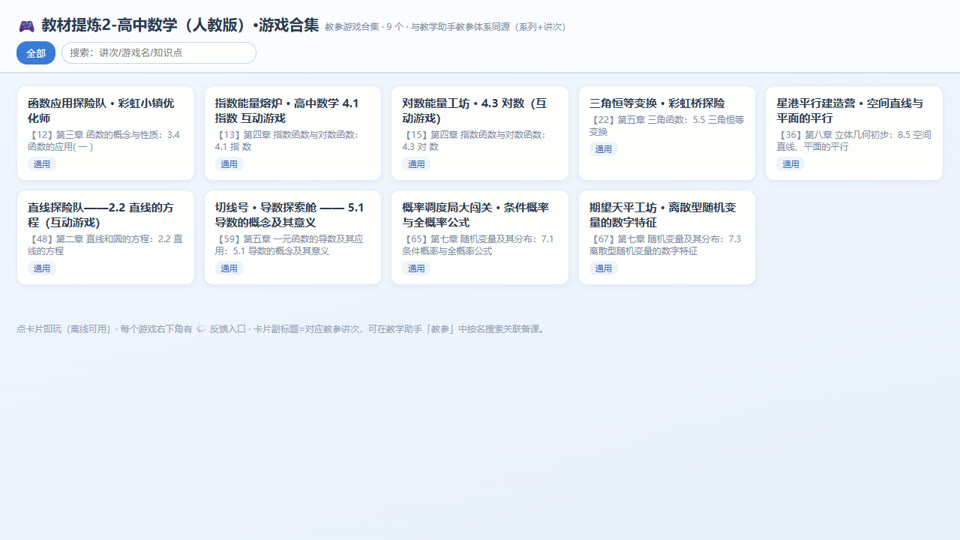 🎮 教材提炼2-高中数学（人教版）•游戏合集 教参游戏合集 · 9 个 · 与教学助手教参体系同源（系列+讲次）
全部 搜索：讲次/游戏名/知识点
函数应用探险队 • 彩虹小镇优
化师
【12】第三章 函数的概念与性质：3.4
函数的应用( 一 )
通用
指数能量熔炉 • 高中数学 4.1
指数 互动游戏
【13】第四章 指数函数与对数函数：
4.1 指 数
通用
对数能量工坊 • 4.3 对数（互
动游戏）
【15】第四章 指数函数与对数函数：
4.3 对 数
通用
三角恒等变换 • 彩虹桥探险
【22】第五章 三角函数：5.5 三角恒等
变换
通用
星港平行建造营 • 空间直线与
平面的平行
【36】第八章 立体几何初步：8.5 空间
直线、平面的平行
通用
直线探险队——2.2 直线的方
程（互动游戏）
【48】第二章 直线和圆的方程：2.2 直
线的方程
通用
切线号 • 导数探索舱 —— 5.1
导数的概念及其意义
【59】第五章 一元函数的导数及其应
用：5.1 导数的概念及其意义
通用
概率调度局大闯关 • 条件概率
与全概率公式
【65】第七章 随机变量及其分布：7.1
条件概率与全概率公式
通用
期望天平工坊 • 离散型随机变
量的数字特征
【67】第七章 随机变量及其分布：7.3
离散型随机变量的数字特征
通用
点卡片即玩（离线可用）· 每个游戏右下角有 💬 反馈入口 · 卡片副标题=对应教参讲次，可在教学助手「教参」中按名搜索关联备课。